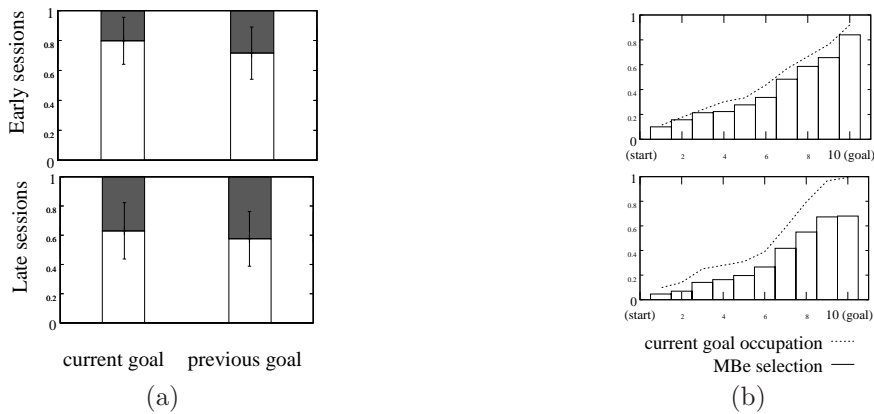 Early sessions
1
0.8
0.6
0.4
0.2
0
Late sessions
1
0.8
0.6
0.4
0.2
0
current goal previous goal
(a)
1
0.8
0.6
0.4
0.2
0
(start) 2 4 6 8 10 (goal)
1
0.8
0.6
0.4
0.2
0
(start) 2 4 6 8 10 (goal)
current goal occupation
MBe selection
(b)